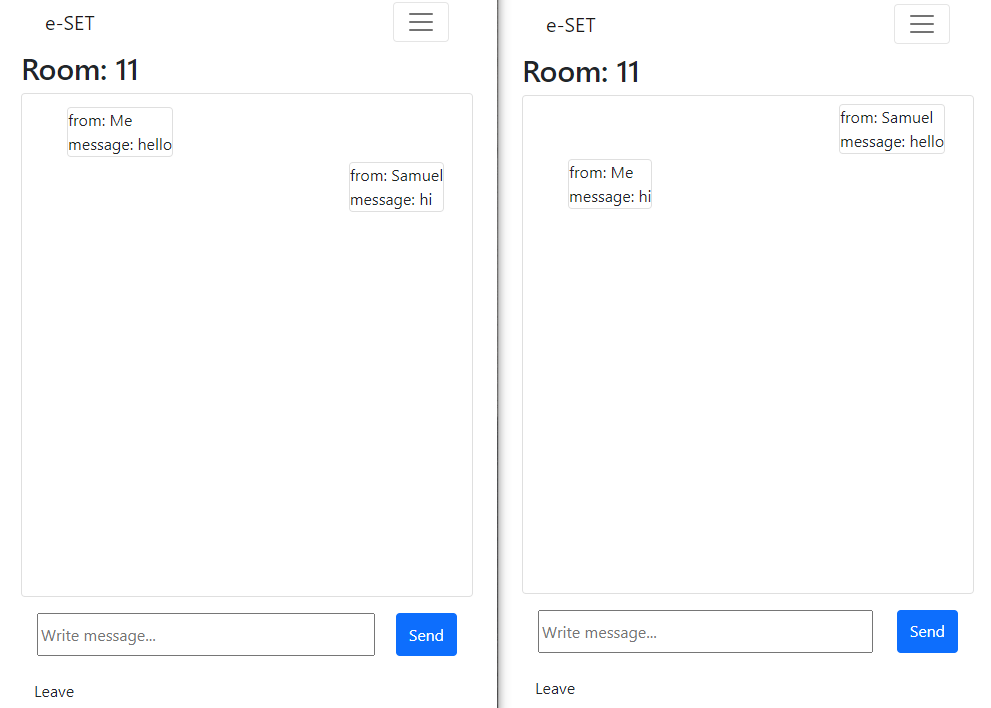 e-SET
Room: 11
from: Me
message: hello
from: Samuel
message: hi
Write message...
Send
Leave
e-SET
Room: 11
from: Samuel
message: hello
from: Me
message: hi
Write message...
Send
Leave